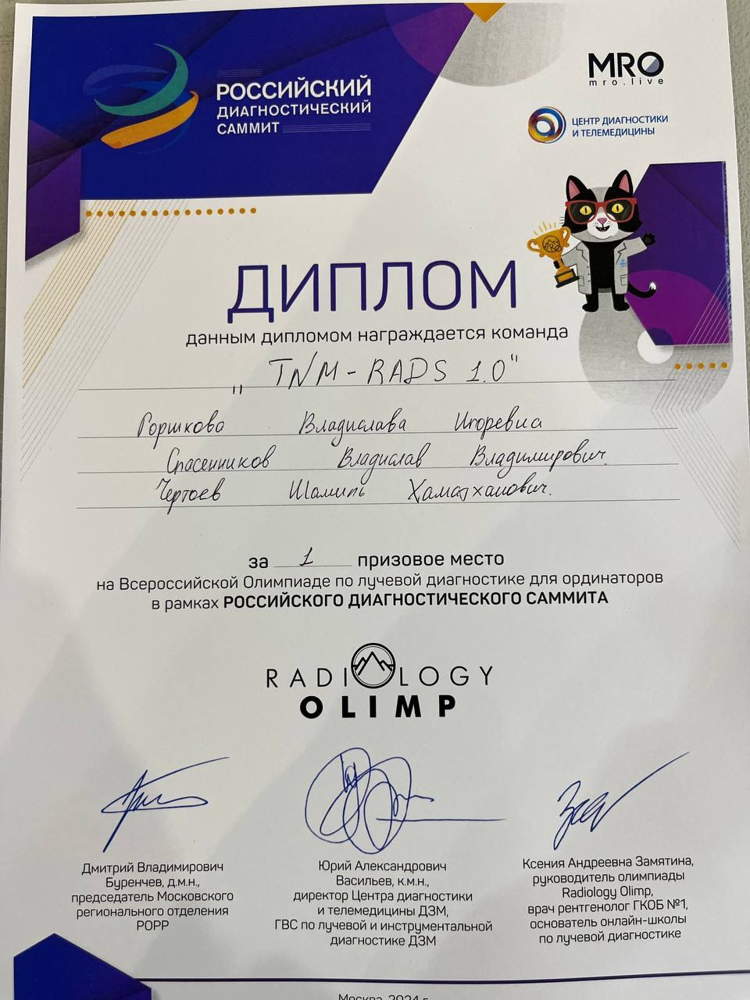 РОССИЙСКИЙ
ДИАГНОСТИЧЕСКИЙ
САММИТ
MRO
mro.live
ЦЕНТР ДИАГНОСТИКИ
И ТЕЛЕМЕДИЦИНЫ
ДИПЛОМ
данным дипломом награждается команда
„ TNM-RADS 1.0"
Горшкова Владислава Игоревна
Спасенников Владислав Владимирович.
Чертоев Шамиль Хаматханович.
за 1 призовое место
на Всероссийской Олимпиаде по лучевой диагностике для ординаторов
в рамках РОССИЙСКОГО ДИАГНОСТИЧЕСКОГО САММИТА
RADIOLOGY
OLIMP
Дмитрий Владимирович
Буренчев, д.м.н.,
председатель Московского
регионального отделения
РОРР
Юрий Александрович
Васильев, к.м.н.,
директор Центра диагностики
и телемедицины ДЗМ,
ГВС по лучевой и инструментальной
диагностике ДЗМ
Ксения Андреевна Замятина,
руководитель олимпиады
Radiology Olimp,
врач рентгенолог ГКОБ №1,
основатель онлайн-школы
по лучевой диагностике
Москва, 2024 г.